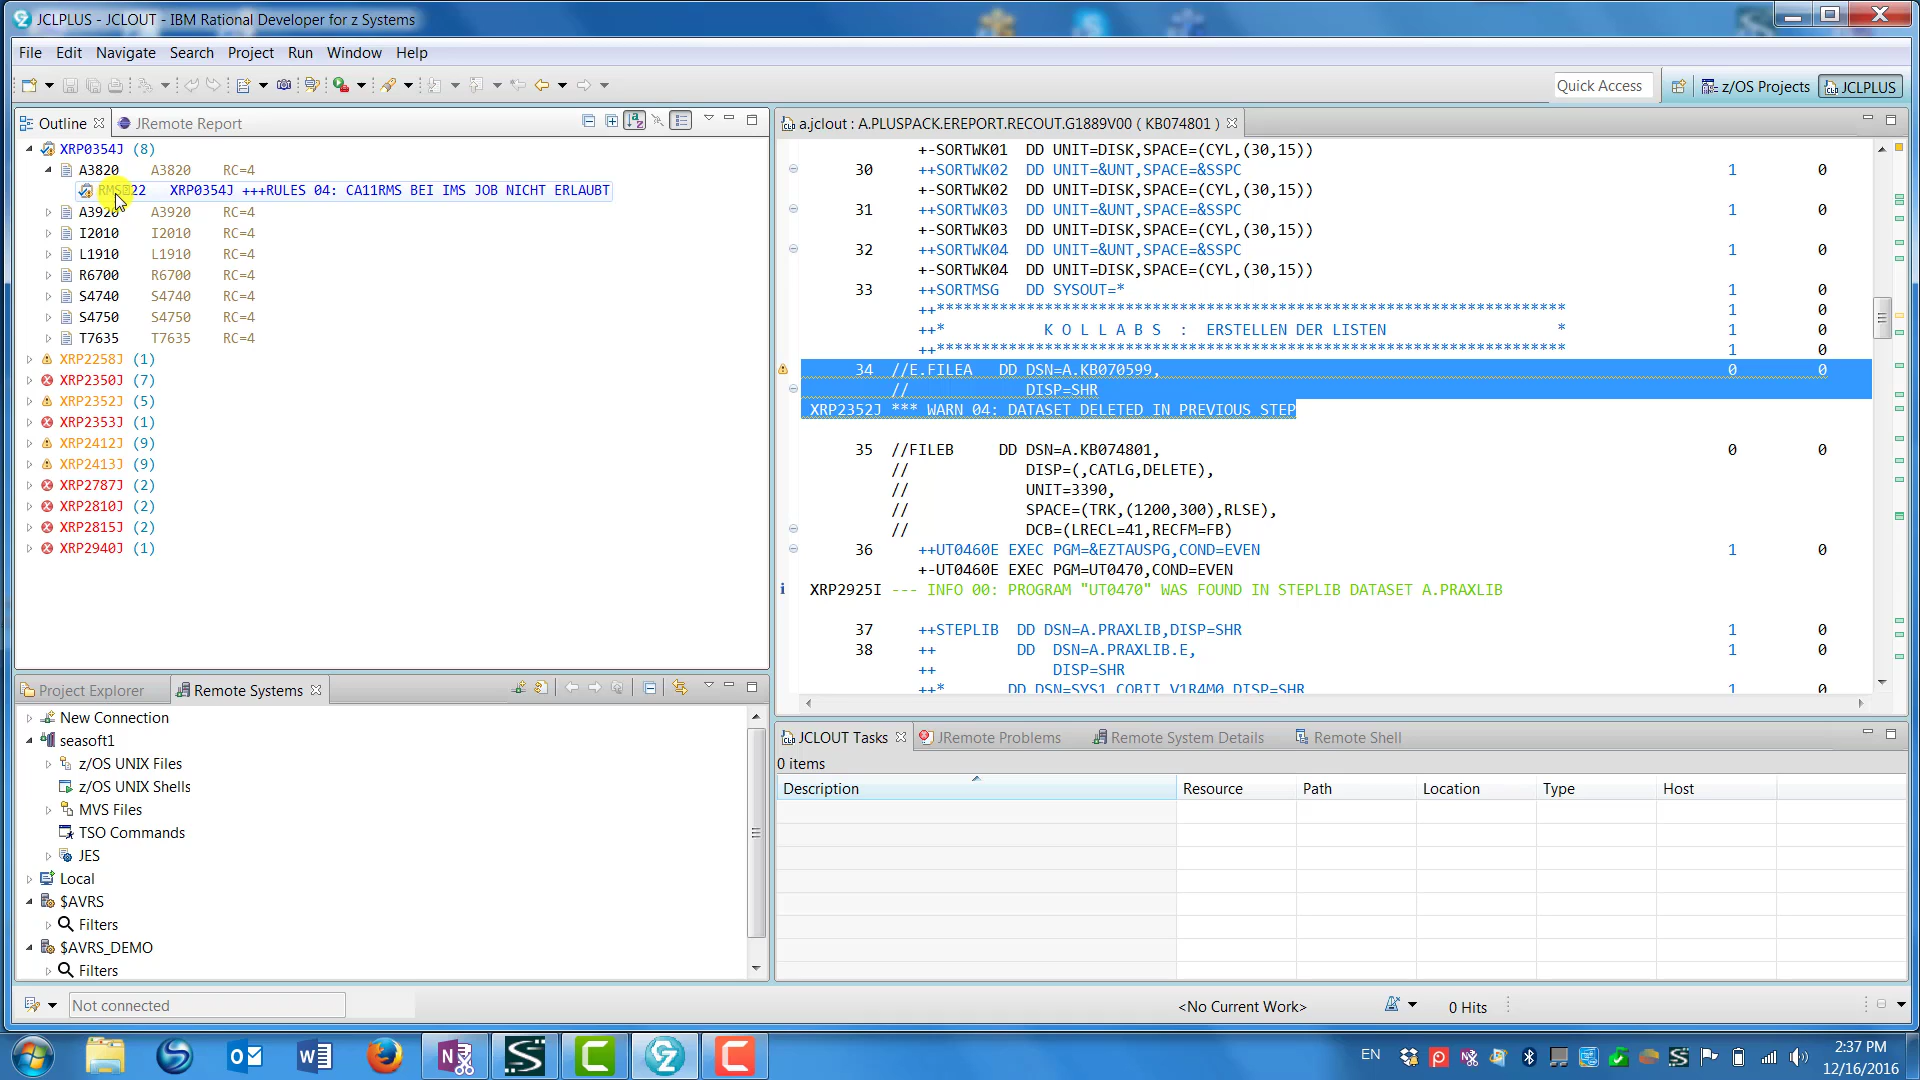 JCLPLUS - JCLOUT - IBM Rational Developer for z Systems
File Edit Navigate Search Project Run Window Help
Quick Access z/OS Projects JCLPLUS
Outline JRemote Report
XRP0354J (8)
A3820 A3820 RC=4
XRP0354J +++RULES 04: CA11RMS BEI IMS JOB NICHT ERLAUBT
A3920 A3920 RC=4
I2010 I2010 RC=4
L1910 L1910 RC=4
R6700 R6700 RC=4
S4740 S4740 RC=4
S4750 S4750 RC=4
T7635 T7635 RC=4
XRP2258J (1)
XRP2350J (7)
XRP2352J (5)
XRP2353J (1)
XRP2412J (9)
XRP2413J (9)
XRP2787J (2)
XRP2810J (2)
XRP2815J (2)
XRP2940J (1)
a.jclout : A.PLUSPACK.EREPORT.RECOUT.G1889V00 ( KB074801 )
+-SORTWK01 DD UNIT=DISK,SPACE=(CYL,(30,15))
30 ++SORTWK02 DD UNIT=&UNT,SPACE=&SSPC 1 0
+-SORTWK02 DD UNIT=DISK,SPACE=(CYL,(30,15))
31 ++SORTWK03 DD UNIT=&UNT,SPACE=&SSPC 1 0
+-SORTWK03 DD UNIT=DISK,SPACE=(CYL,(30,15))
32 ++SORTWK04 DD UNIT=&UNT,SPACE=&SSPC 1 0
+-SORTWK04 DD UNIT=DISK,SPACE=(CYL,(30,15))
33 ++SORTMSG DD SYSOUT=* 1 0
++********************************************************************** 1 0
++* K O L L A B S : ERSTELLEN DER LISTEN * 1 0
++********************************************************************** 1 0
34 //E.FILEA DD DSN=A.KB070599, 0 0
// DISP=SHR
XRP2352J *** WARN 04: DATASET DELETED IN PREVIOUS STEP
35 //FILEB DD DSN=A.KB074801, 0 0
// DISP=(,CATLG,DELETE),
// UNIT=3390,
// SPACE=(TRK,(1200,300),RLSE),
// DCB=(LRECL=41,RECFM=FB)
36 ++UT0460E EXEC PGM=&EZTAUSPG,COND=EVEN 1 0
+-UT0460E EXEC PGM=UT0470,COND=EVEN
XRP2925I --- INFO 00: PROGRAM "UT0470" WAS FOUND IN STEPLIB DATASET A.PRAXLIB
37 ++STEPLIB DD DSN=A.PRAXLIB,DISP=SHR 1 0
38 ++ DD DSN=A.PRAXLIB.E, 1 0
++ DISP=SHR
++* DD DSN=SYS1.COBII.V1R4M0,DISP=SHR 1 0
Project Explorer Remote Systems
New Connection
seasoft1
z/OS UNIX Files
z/OS UNIX Shells
MVS Files
TSO Commands
JES
Local
$AVRS
Filters
$AVRS_DEMO
Filters
JCLOUT Tasks JRemote Problems Remote System Details Remote Shell
0 items
Description Resource Path Location Type Host
Not connected <No Current Work> 0 Hits
EN 2:37 PM
12/16/2016